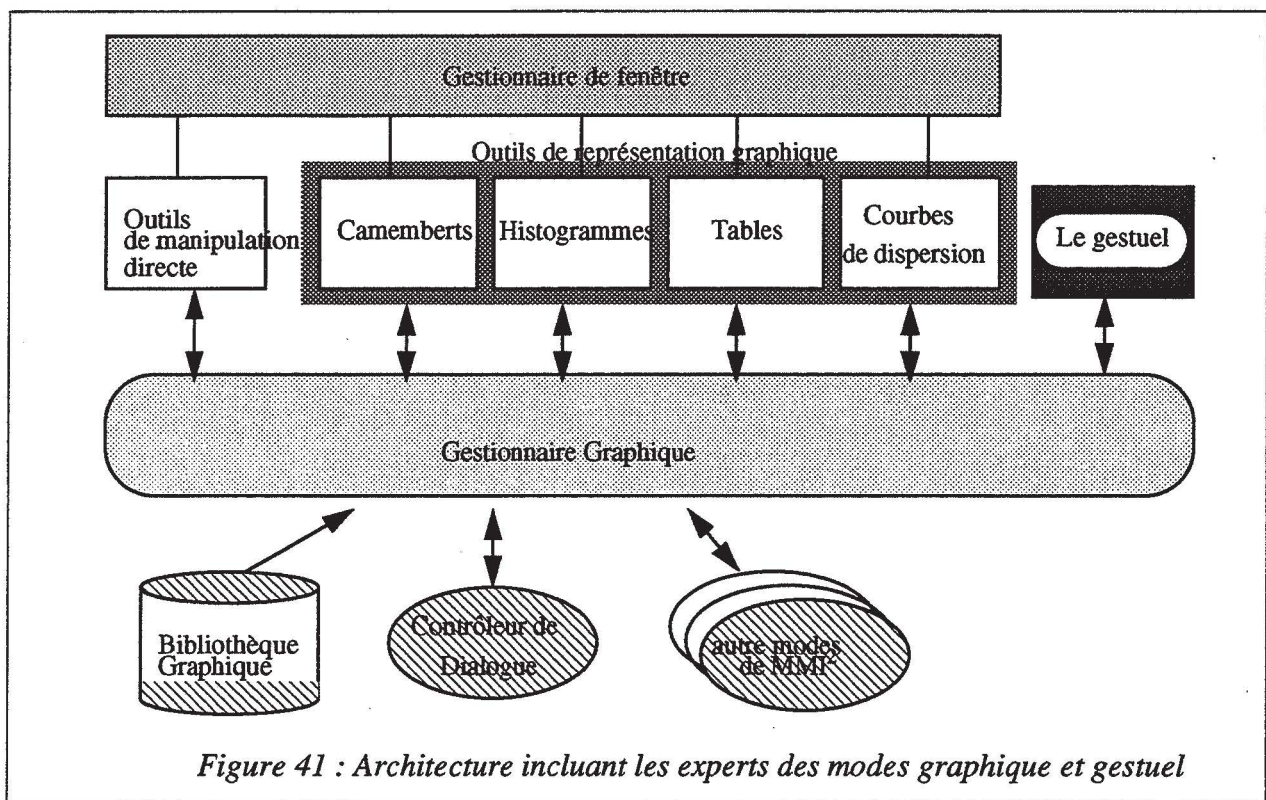 Gestionnaire de fenêtre
Outils de représentation graphique
Outils
de manipulation
directe
Camemberts
Histogrammes
Tables
Courbes
de dispersion
Le gestuel
Gestionnaire Graphique
Bibliothèque
Graphique
Contrôleur de
Dialogue
autre modes
de MMI²
Figure 41 : Architecture incluant les experts des modes graphique et gestuel